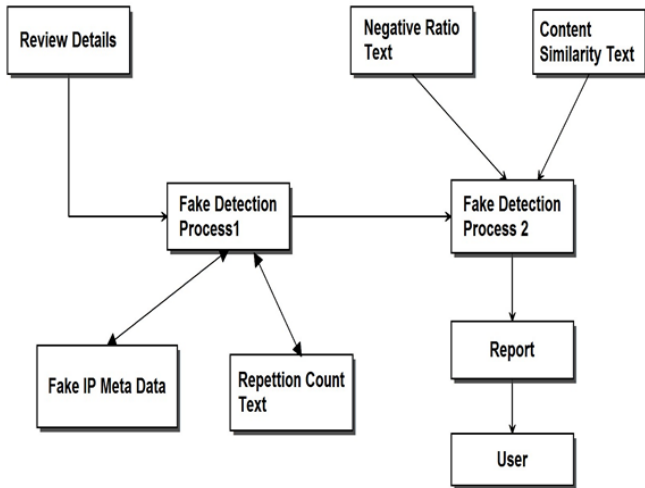 Review Details
Negative Ratio
Text
Content
Similarity Text
Fake Detection
Process1
Fake Detection
Process 2
Fake IP Meta Data
Repettion Count
Text
Report
User